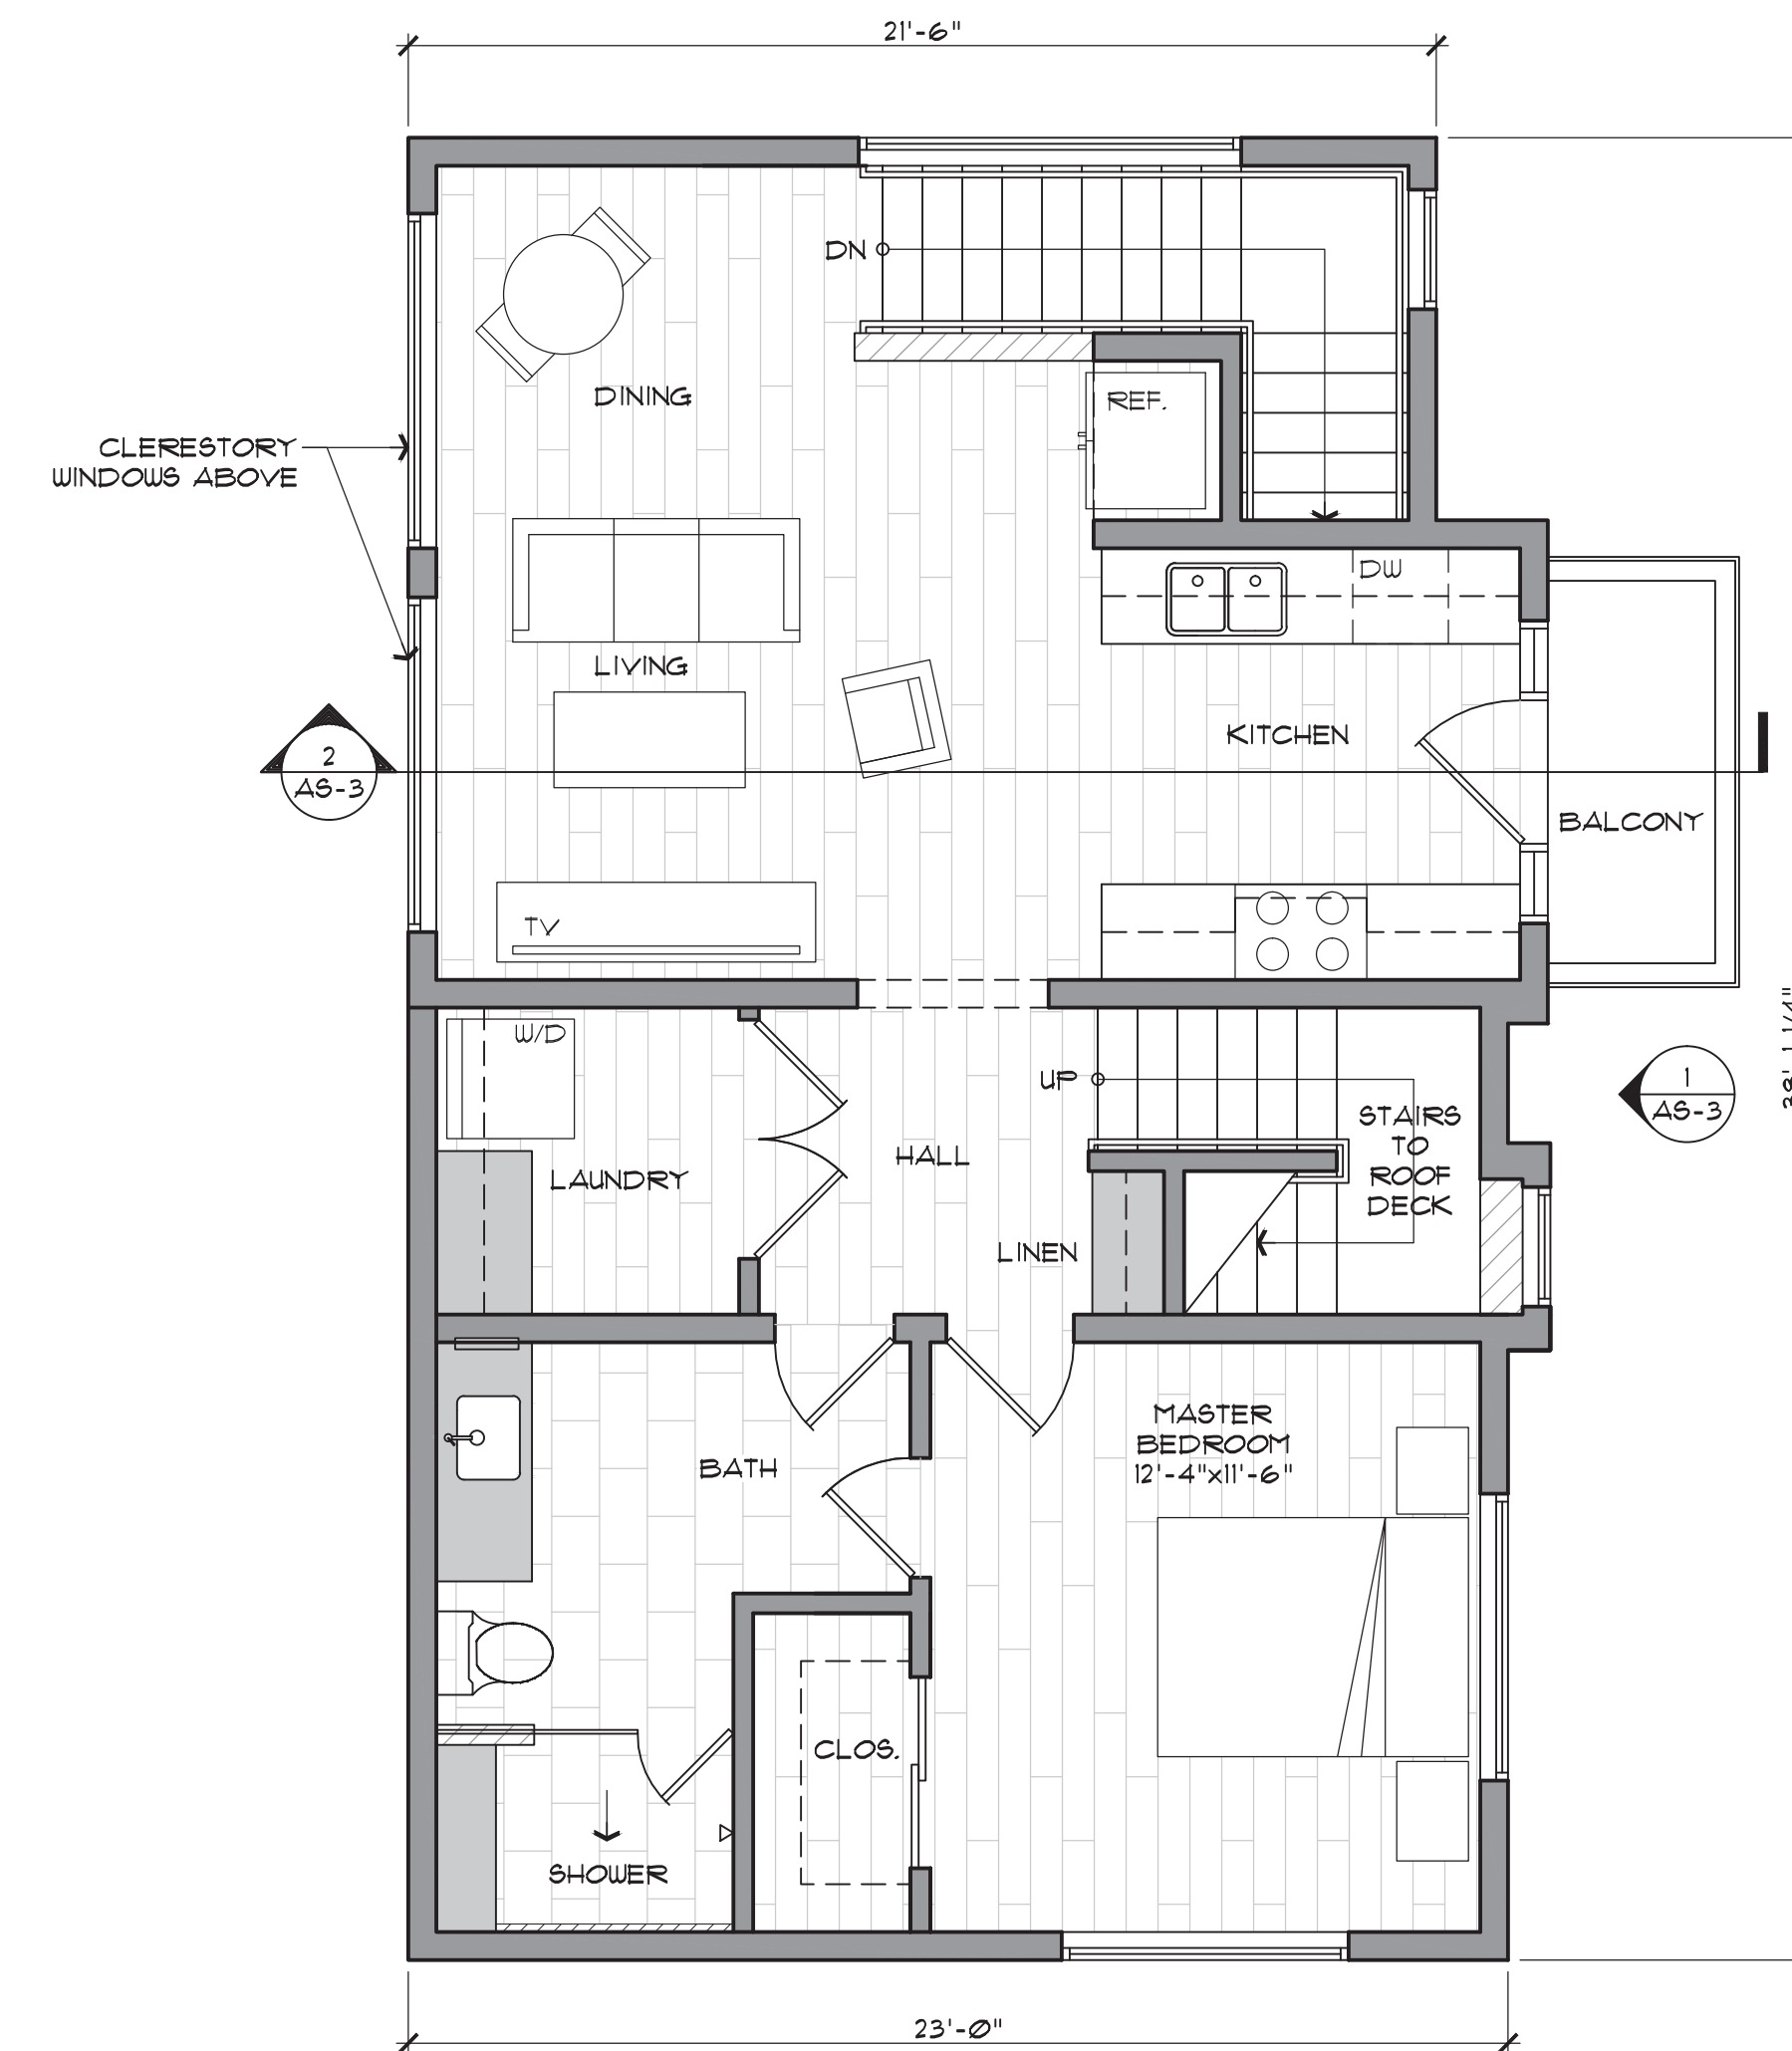 21'-6"
DN
DINING
REF.
CLERESTORY
WINDOWS ABOVE
DW
LIVING
KITCHEN
2
AS-3
BALCONY
TV
W/D
UP
1
AS-3
STAIRS
TO
ROOF
DECK
HALL
LAUNDRY
LINEN
MASTER
BEDROOM
12'-4"x11'-6"
BATH
CLOS.
SHOWER
23'-0"